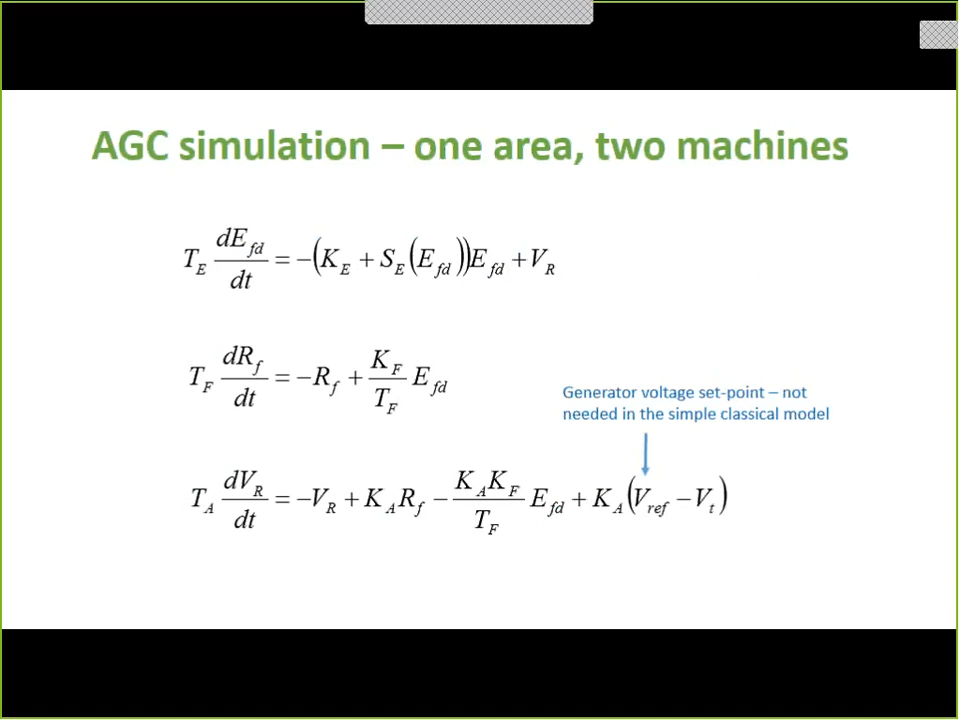 AGC simulation – one area, two machines
T_E dE_fd/dt = −(K_E + S_E(E_fd))E_fd + V_R
T_F dR_f/dt = −R_f + K_F/T_F E_fd
Generator voltage set-point – not
needed in the simple classical model
T_A dV_R/dt = −V_R + K_A R_f − K_A K_F/T_F E_fd + K_A(V_ref − V_t)